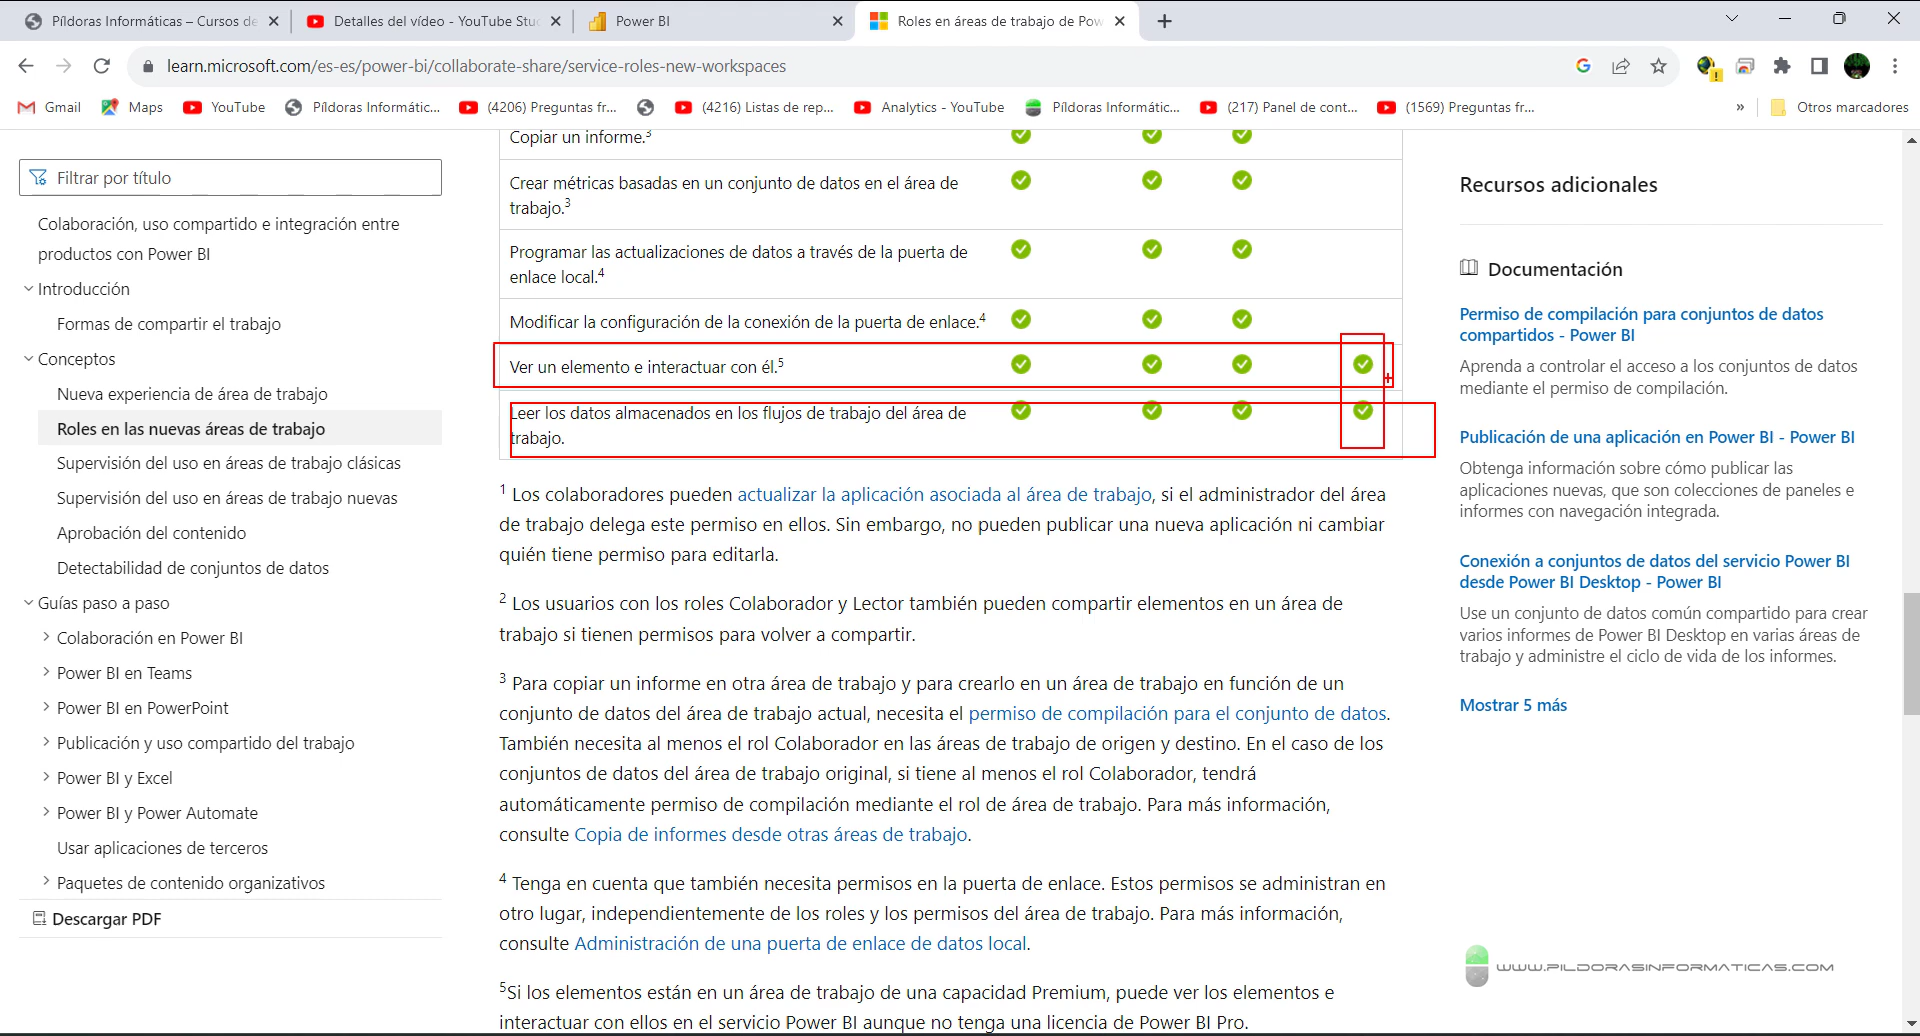 Píldoras Informáticas – Cursos de
Detalles del vídeo - YouTube Stu
Power BI
Roles en áreas de trabajo de Pow
learn.microsoft.com/es-es/power-bi/collaborate-share/service-roles-new-workspaces
Gmail
Maps
YouTube
Píldoras Informátic...
(4206) Preguntas fr...
(4216) Listas de rep...
Analytics - YouTube
Píldoras Informátic...
(217) Panel de cont...
(1569) Preguntas fr...
»
Otros marcadores
Filtrar por título
Colaboración, uso compartido e integración entre
productos con Power BI
Introducción
Formas de compartir el trabajo
Conceptos
Nueva experiencia de área de trabajo
Roles en las nuevas áreas de trabajo
Supervisión del uso en áreas de trabajo clásicas
Supervisión del uso en áreas de trabajo nuevas
Aprobación del contenido
Detectabilidad de conjuntos de datos
Guías paso a paso
Colaboración en Power BI
Power BI en Teams
Power BI en PowerPoint
Publicación y uso compartido del trabajo
Power BI y Excel
Power BI y Power Automate
Usar aplicaciones de terceros
Paquetes de contenido organizativos
Descargar PDF
Copiar un informe.³
Crear métricas basadas en un conjunto de datos en el área de
trabajo.³
Programar las actualizaciones de datos a través de la puerta de
enlace local.⁴
Modificar la configuración de la conexión de la puerta de enlace.⁴
Ver un elemento e interactuar con él.⁵
Leer los datos almacenados en los flujos de trabajo del área de
trabajo.
¹ Los colaboradores pueden actualizar la aplicación asociada al área de trabajo, si el administrador del área
de trabajo delega este permiso en ellos. Sin embargo, no pueden publicar una nueva aplicación ni cambiar
quién tiene permiso para editarla.
² Los usuarios con los roles Colaborador y Lector también pueden compartir elementos en un área de
trabajo si tienen permisos para volver a compartir.
³ Para copiar un informe en otra área de trabajo y para crearlo en un área de trabajo en función de un
conjunto de datos del área de trabajo actual, necesita el permiso de compilación para el conjunto de datos.
También necesita al menos el rol Colaborador en las áreas de trabajo de origen y destino. En el caso de los
conjuntos de datos del área de trabajo original, si tiene al menos el rol Colaborador, tendrá
automáticamente permiso de compilación mediante el rol de área de trabajo. Para más información,
consulte Copia de informes desde otras áreas de trabajo.
⁴ Tenga en cuenta que también necesita permisos en la puerta de enlace. Estos permisos se administran en
otro lugar, independientemente de los roles y los permisos del área de trabajo. Para más información,
consulte Administración de una puerta de enlace de datos local.
⁵Si los elementos están en un área de trabajo de una capacidad Premium, puede ver los elementos e
interactuar con ellos en el servicio Power BI aunque no tenga una licencia de Power BI Pro.
Recursos adicionales
Documentación
Permiso de compilación para conjuntos de datos
compartidos - Power BI
Aprenda a controlar el acceso a los conjuntos de datos
mediante el permiso de compilación.
Publicación de una aplicación en Power BI - Power BI
Obtenga información sobre cómo publicar las
aplicaciones nuevas, que son colecciones de paneles e
informes con navegación integrada.
Conexión a conjuntos de datos del servicio Power BI
desde Power BI Desktop - Power BI
Use un conjunto de datos común compartido para crear
varios informes de Power BI Desktop en varias áreas de
trabajo y administre el ciclo de vida de los informes.
Mostrar 5 más
WWW.PILDORASINFORMATICAS.COM